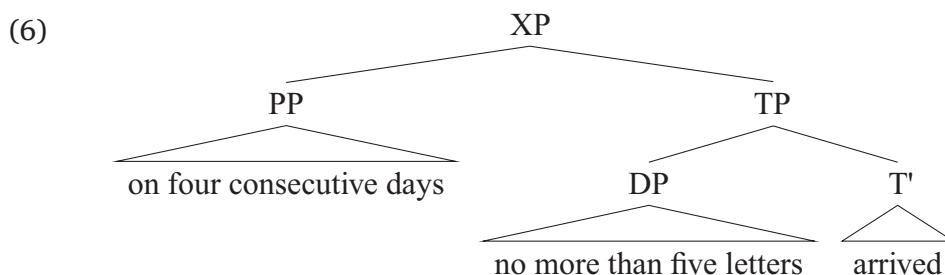 (6) XP
PP TP
on four consecutive days DP T'
no more than five letters arrived